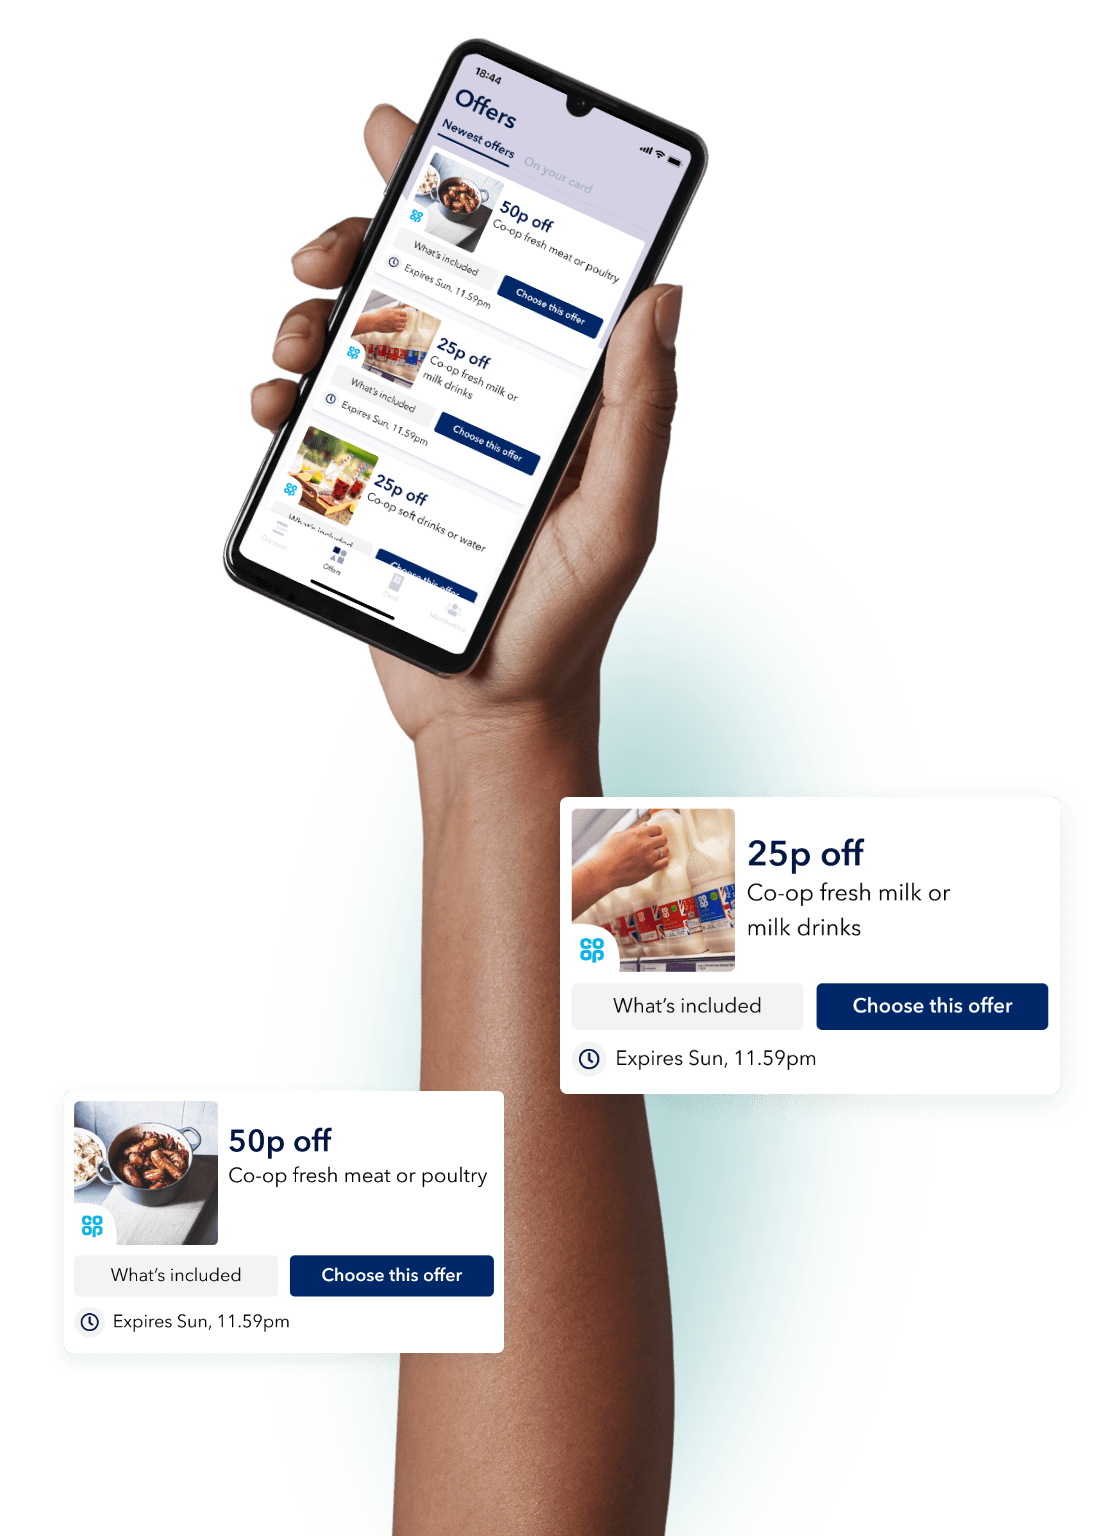 18:44
Offers
Newest offers
On your card
50p off
Co-op fresh meat or poultry
What's included
Choose this offer
Expires Sun, 11.59pm
25p off
Co-op fresh milk or
milk drinks
What's included
Choose this offer
Expires Sun, 11.59pm
25p off
Co-op soft drinks or water
What's included
Choose this offer
Discover
Offers
Card
Membership
25p off
Co-op fresh milk or
milk drinks
co
op
What's included
Choose this offer
Expires Sun, 11.59pm
50p off
Co-op fresh meat or poultry
co
op
What's included
Choose this offer
Expires Sun, 11.59pm